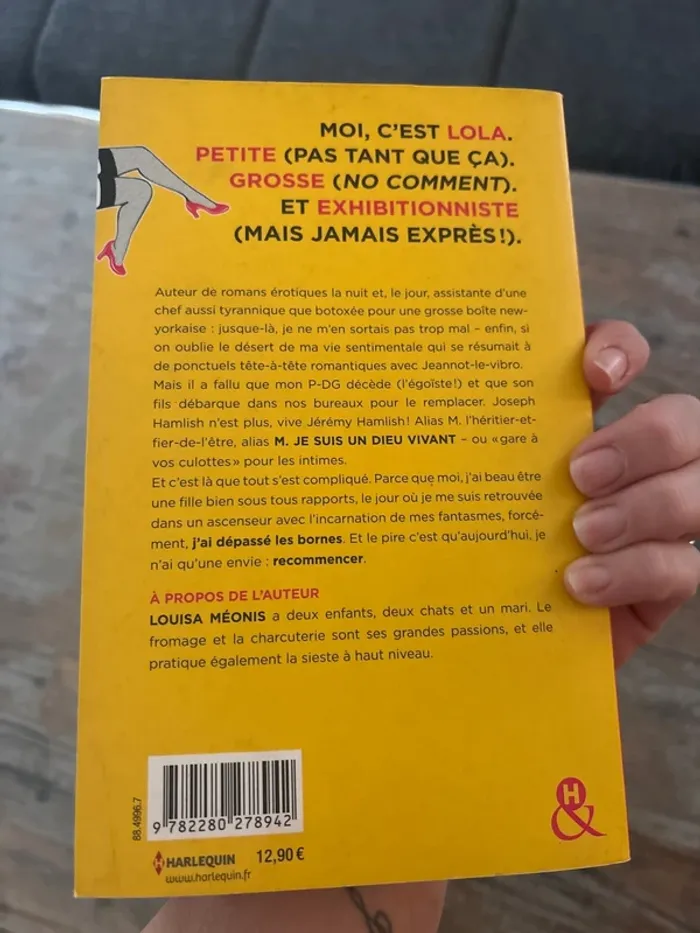 MOI, C'EST LOLA.
PETITE (PAS TANT QUE ÇA).
GROSSE (NO COMMENT).
ET EXHIBITIONNISTE
(MAIS JAMAIS EXPRÈS !).
Auteur de romans érotiques la nuit et, le jour, assistante d'une
chef aussi tyrannique que botoxée pour une grosse boîte new-
yorkaise : jusque-là, je ne m'en sortais pas trop mal – enfin, si
on oublie le désert de ma vie sentimentale qui se résumait à
de ponctuels tête-à-tête romantiques avec Jeannot-le-vibro.
Mais il a fallu que mon P-DG décède (l'égoïste !) et que son
fils débarque dans nos bureaux pour le remplacer. Joseph
Hamlish n'est plus, vive Jérémy Hamlish ! Alias M. l'héritier-et-
fier-de-l'être, alias M. JE SUIS UN DIEU VIVANT – ou « gare à
vos culottes » pour les intimes.
Et c'est là que tout s'est compliqué. Parce que moi, j'ai beau être
une fille bien sous tous rapports, le jour où je me suis retrouvée
dans un ascenseur avec l'incarnation de mes fantasmes, forcé-
ment, j'ai dépassé les bornes. Et le pire c'est qu'aujourd'hui, je
n'ai qu'une envie : recommencer.
À PROPOS DE L'AUTEUR
LOUISA MÉONIS a deux enfants, deux chats et un mari. Le
fromage et la charcuterie sont ses grandes passions, et elle
pratique également la sieste à haut niveau.
88.4996.7
9 782280 278942
HARLEQUIN 12,90 €
www.harlequin.fr
H
&